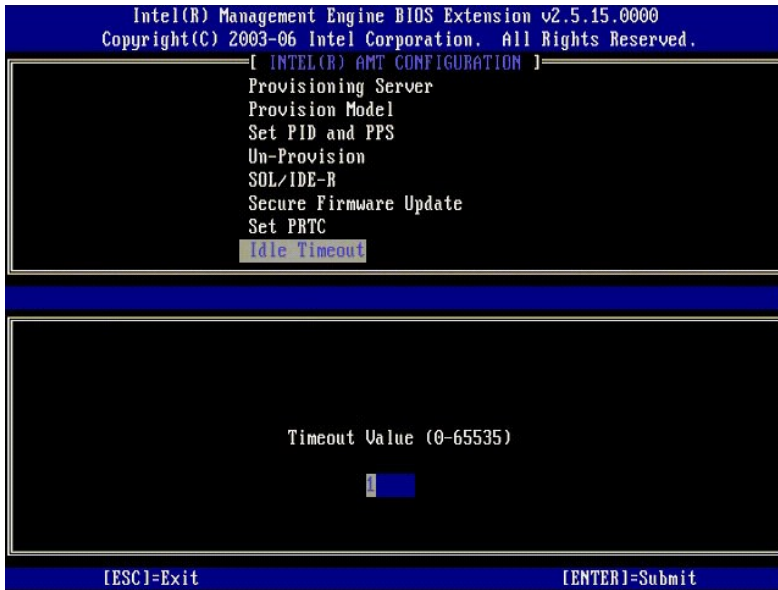 Intel(R) Management Engine BIOS Extension v2.5.15.0000
Copyright(C) 2003-06 Intel Corporation. All Rights Reserved.
[ INTEL(R) AMT CONFIGURATION ]
Provisioning Server
Provision Model
Set PID and PPS
Un-Provision
SOL/IDE-R
Secure Firmware Update
Set PRTC
Idle Timeout
Timeout Value (0-65535)
1
[ESC]=Exit [ENTER]=Submit